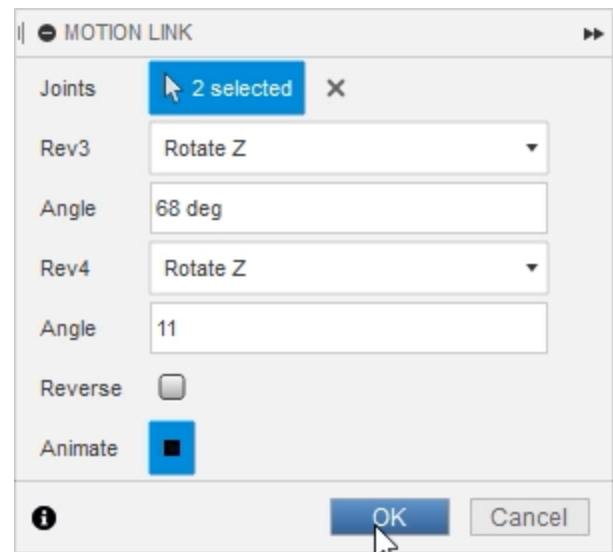 MOTION LINK
Joints 2 selected
Rev3 Rotate Z
Angle 68 deg
Rev4 Rotate Z
Angle 11
Reverse
Animate
OK Cancel